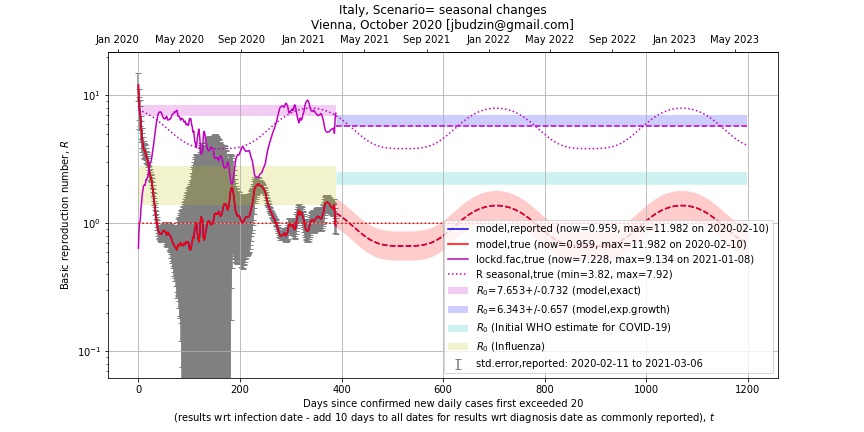 Italy, Scenario= seasonal changes
Vienna, October 2020 [jbudzin@gmail.com]
Jan 2020 May 2020 Sep 2020 Jan 2021 May 2021 Sep 2021 Jan 2022 May 2022 Sep 2022 Jan 2023 May 2023
Basic reproduction number, R
10¹
10⁰
10⁻¹
model,reported (now=0.959, max=11.982 on 2020-02-10)
model,true (now=0.959, max=11.982 on 2020-02-10)
lockd.fac,true (now=7.228, max=9.134 on 2021-01-08)
R seasonal,true (min=3.82, max=7.92)
R₀=7.653+/-0.732 (model,exact)
R₀=6.343+/-0.657 (model,exp.growth)
R₀ (Initial WHO estimate for COVID-19)
R₀ (Influenza)
std.error,reported: 2020-02-11 to 2021-03-06
0 200 400 600 800 1000 1200
Days since confirmed new daily cases first exceeded 20
(results wrt infection date - add 10 days to all dates for results wrt diagnosis date as commonly reported), t